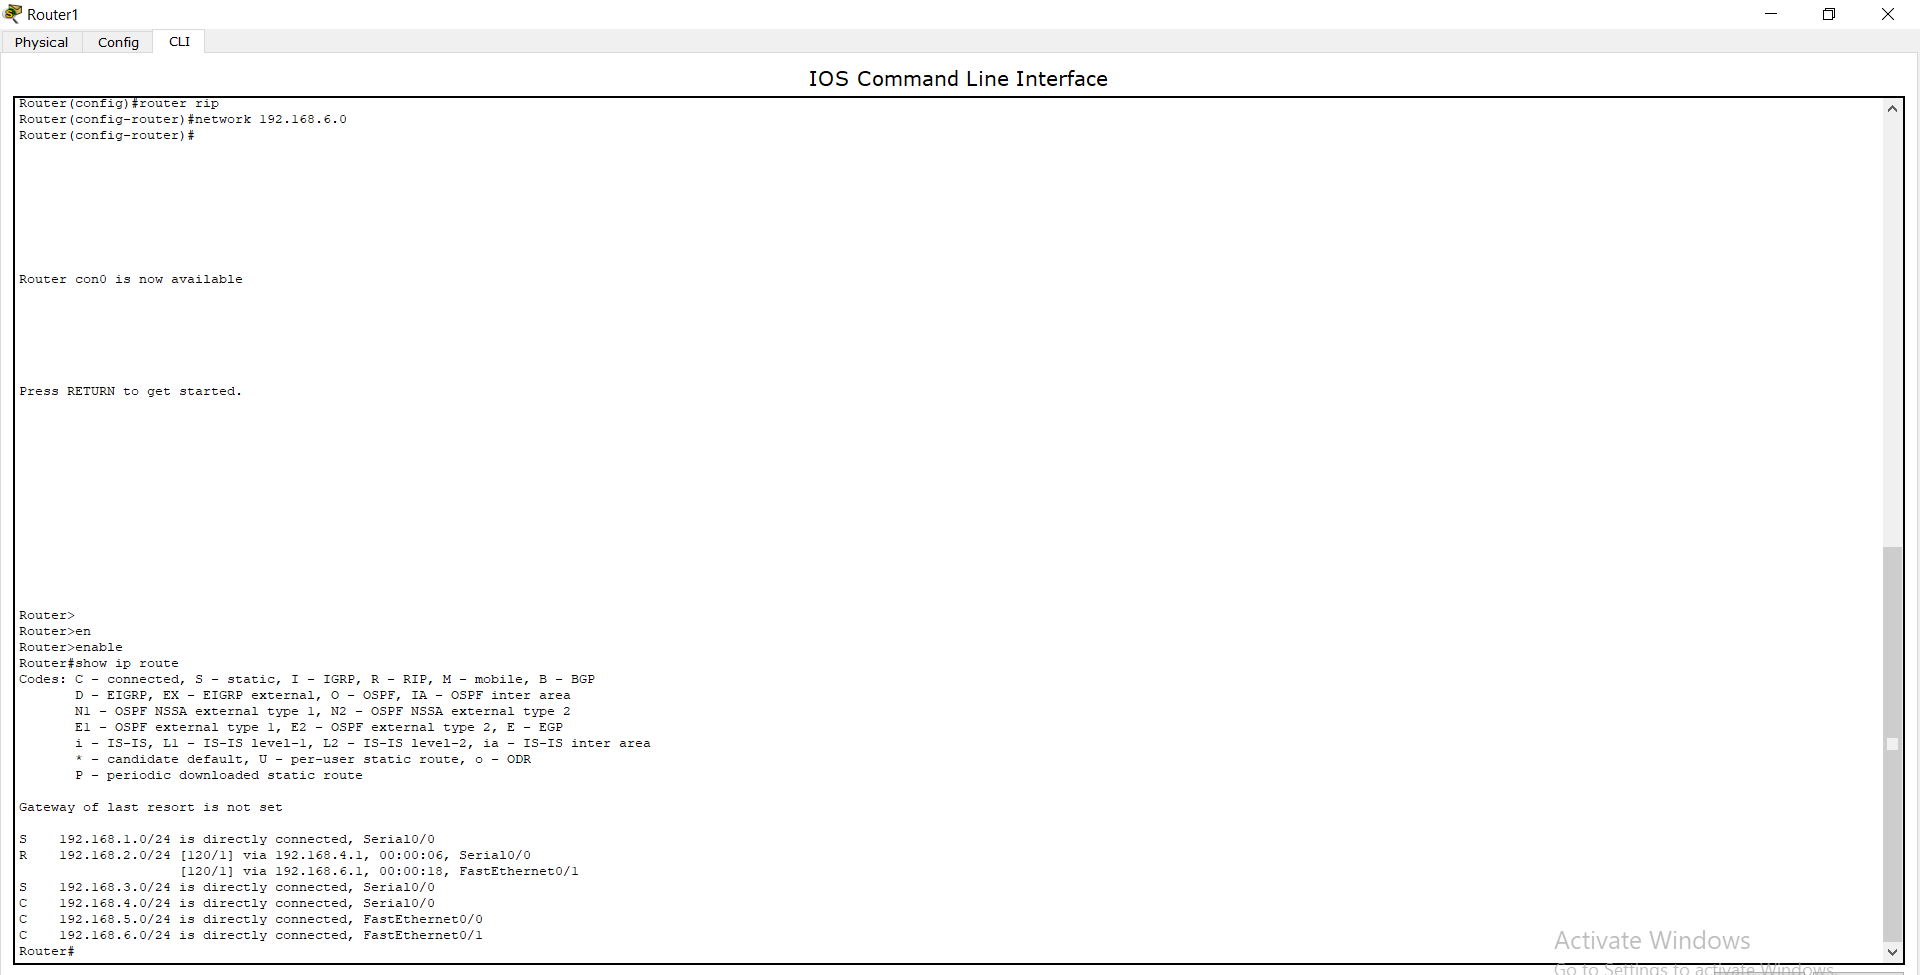 Router1
Physical Config CLI
IOS Command Line Interface
Router(config)#router rip
Router(config-router)#network 192.168.6.0
Router(config-router)#
Router con0 is now available
Press RETURN to get started.
Router>
Router>en
Router>enable
Router#show ip route
Codes: C - connected, S - static, I - IGRP, R - RIP, M - mobile, B - BGP
D - EIGRP, EX - EIGRP external, O - OSPF, IA - OSPF inter area
N1 - OSPF NSSA external type 1, N2 - OSPF NSSA external type 2
E1 - OSPF external type 1, E2 - OSPF external type 2, E - EGP
i - IS-IS, L1 - IS-IS level-1, L2 - IS-IS level-2, ia - IS-IS inter area
* - candidate default, U - per-user static route, o - ODR
P - periodic downloaded static route
Gateway of last resort is not set
S 192.168.1.0/24 is directly connected, Serial0/0
R 192.168.2.0/24 [120/1] via 192.168.4.1, 00:00:06, Serial0/0
[120/1] via 192.168.6.1, 00:00:18, FastEthernet0/1
S 192.168.3.0/24 is directly connected, Serial0/0
C 192.168.4.0/24 is directly connected, Serial0/0
C 192.168.5.0/24 is directly connected, FastEthernet0/0
C 192.168.6.0/24 is directly connected, FastEthernet0/1
Router#
Activate Windows
Go to Settings to activate Windows.